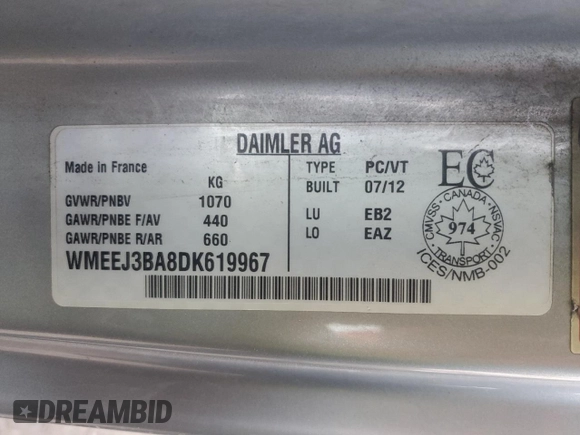 DAIMLER AG
Made in France
KG
GVWR/PNBV 1070
GAWR/PNBE F/AV 440
GAWR/PNBE R/AR 660
WMEEJ3BA8DK619967
TYPE PC/VT
BUILT 07/12
LU EB2
LO EAZ
EC
CMVSS · CANADA · NSVAC
974
TRANSPORT
ICES/NMB-002
DREAMBID